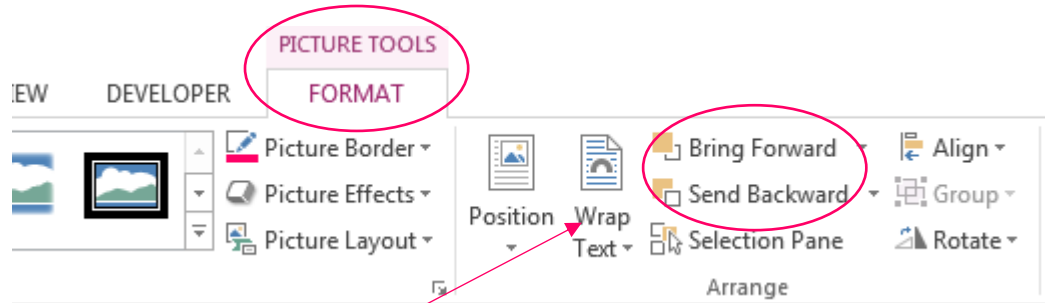 PICTURE TOOLS
EW DEVELOPER FORMAT
Picture Border
Picture Effects
Picture Layout
Position
Wrap
Text
Bring Forward
Send Backward
Selection Pane
Align
Group
Rotate
Arrange